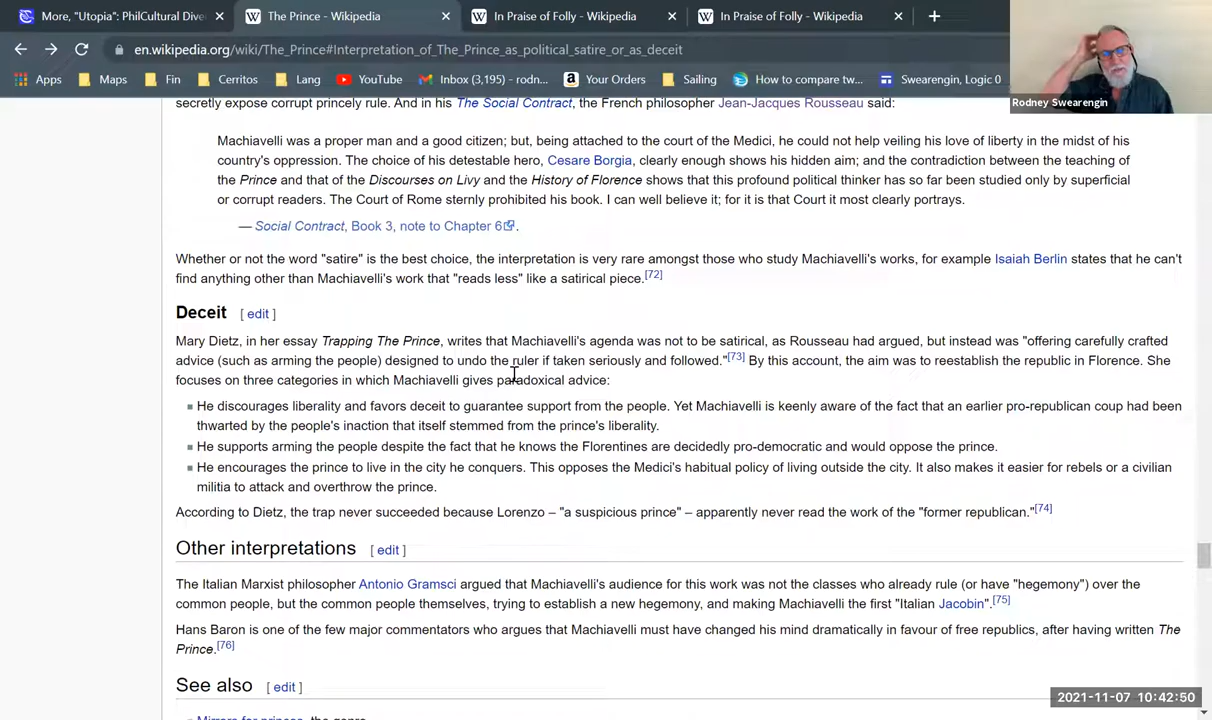 More, "Utopia": PhilCultural Dive
The Prince - Wikipedia
In Praise of Folly - Wikipedia
In Praise of Folly - Wikipedia
en.wikipedia.org/wiki/The_Prince#Interpretation_of_The_Prince_as_political_satire_or_as_deceit
Apps Maps Fin Cerritos Lang YouTube Inbox (3,195) - rodn... Your Orders Sailing How to compare tw... Swearengin, Logic 0
Rodney Swearengin
secretly expose corrupt princely rule. And in his The Social Contract, the French philosopher Jean-Jacques Rousseau said:
Machiavelli was a proper man and a good citizen; but, being attached to the court of the Medici, he could not help veiling his love of liberty in the midst of his
country's oppression. The choice of his detestable hero, Cesare Borgia, clearly enough shows his hidden aim; and the contradiction between the teaching of
the Prince and that of the Discourses on Livy and the History of Florence shows that this profound political thinker has so far been studied only by superficial
or corrupt readers. The Court of Rome sternly prohibited his book. I can well believe it; for it is that Court it most clearly portrays.
— Social Contract, Book 3, note to Chapter 6.
Whether or not the word "satire" is the best choice, the interpretation is very rare amongst those who study Machiavelli's works, for example Isaiah Berlin states that he can't
find anything other than Machiavelli's work that "reads less" like a satirical piece.[72]
Deceit [ edit ]
Mary Dietz, in her essay Trapping The Prince, writes that Machiavelli's agenda was not to be satirical, as Rousseau had argued, but instead was "offering carefully crafted
advice (such as arming the people) designed to undo the ruler if taken seriously and followed."[73] By this account, the aim was to reestablish the republic in Florence. She
focuses on three categories in which Machiavelli gives paradoxical advice:
He discourages liberality and favors deceit to guarantee support from the people. Yet Machiavelli is keenly aware of the fact that an earlier pro-republican coup had been
thwarted by the people's inaction that itself stemmed from the prince's liberality.
He supports arming the people despite the fact that he knows the Florentines are decidedly pro-democratic and would oppose the prince.
He encourages the prince to live in the city he conquers. This opposes the Medici's habitual policy of living outside the city. It also makes it easier for rebels or a civilian
militia to attack and overthrow the prince.
According to Dietz, the trap never succeeded because Lorenzo – "a suspicious prince" – apparently never read the work of the "former republican."[74]
Other interpretations [ edit ]
The Italian Marxist philosopher Antonio Gramsci argued that Machiavelli's audience for this work was not the classes who already rule (or have "hegemony") over the
common people, but the common people themselves, trying to establish a new hegemony, and making Machiavelli the first "Italian Jacobin".[75]
Hans Baron is one of the few major commentators who argues that Machiavelli must have changed his mind dramatically in favour of free republics, after having written The
Prince.[76]
See also [ edit ]
Mirrors for princes, the genre
2021-11-07 10:42:50